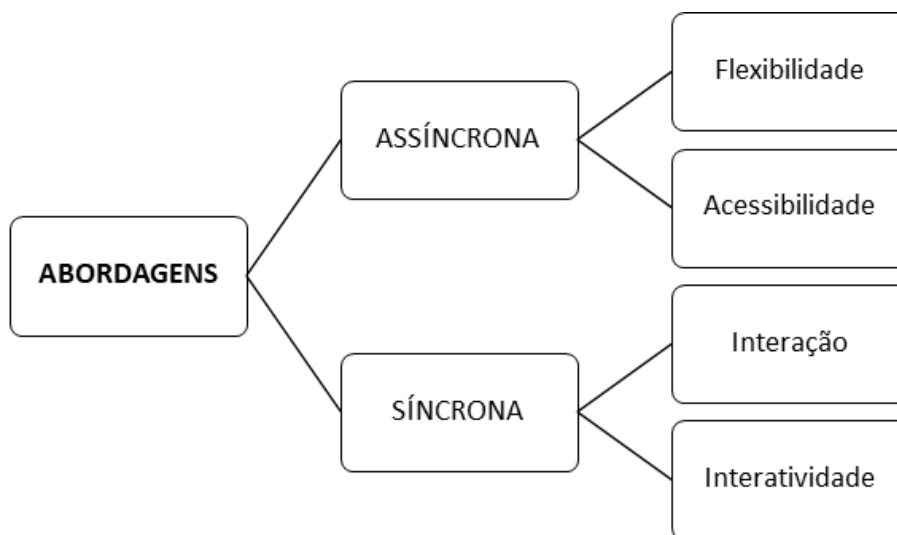 Flexibilidade
ASSÍNCRONA
Acessibilidade
ABORDAGENS
Interação
SÍNCRONA
Interatividade